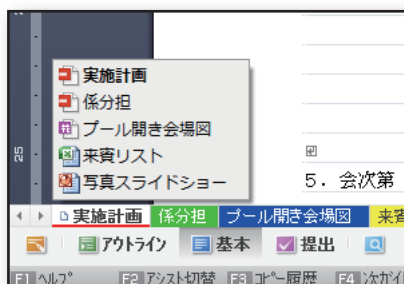 実施計画
係分担
プール開き会場図
来賓リスト
写真スライドショー
25
5. 会次第
実施計画 係分担 プール開き会場図 来賓
アウトライン 基本 提出
F1 ヘルプ F2 アシスト切替 F3 コピー履歴 F4 次ガイド